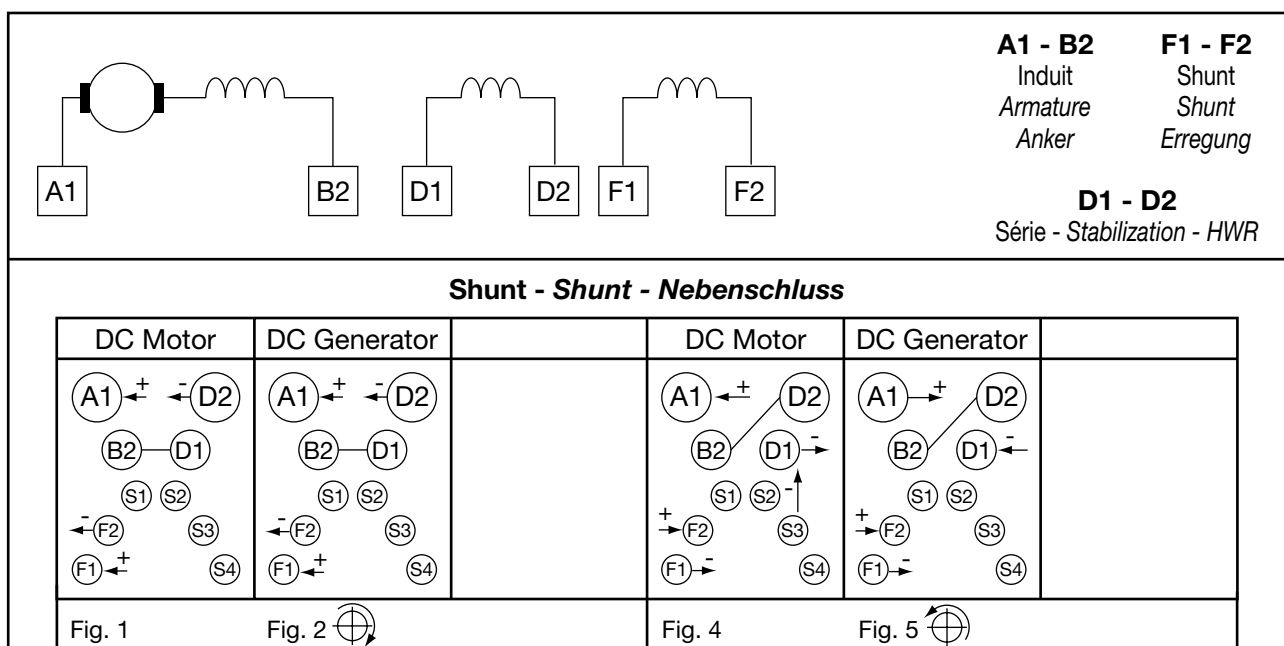 A1 - B2 F1 - F2
Induit Shunt
Armature Shunt
Anker Erregung
A1 B2 D1 D2 F1 F2
D1 - D2
Série - Stabilization - HWR
Shunt - Shunt - Nebenschluss
DC Motor DC Generator DC Motor DC Generator
A1 + - D2 A1 + - D2 A1 + D2 A1 + D2
B2 D1 B2 D1 B2 D1 - B2 D1 -
S1 S2 S1 S2 S1 S2 - S1 S2
- F2 S3 - F2 S3 + F2 S3 + F2 S3
F1 + S4 F1 + S4 F1 - S4 F1 - S4
Fig. 1 Fig. 2 Fig. 4 Fig. 5